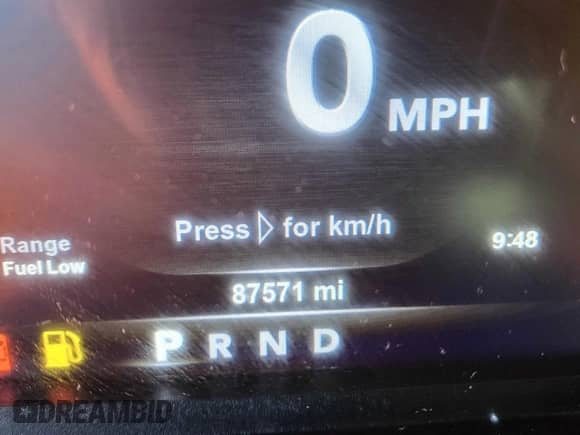 0 MPH
Press ▷ for km/h
9:48
Range
Fuel Low
87571 mi
P R N D
DREAMBID